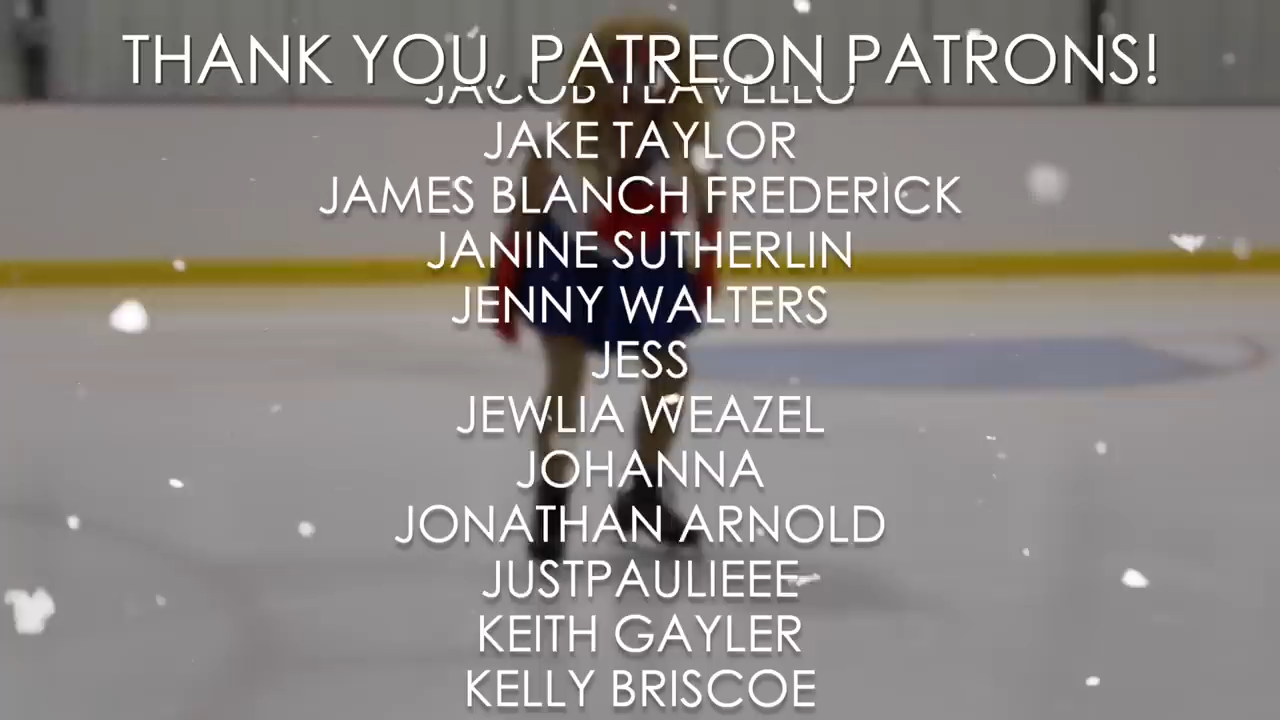 THANK YOU, PATREON PATRONS!
JACOB
JAKE TAYLOR
JAMES BLANCH FREDERICK
JANINE SUTHERLIN
JENNY WALTERS
JESS
JEWLIA WEAZEL
JOHANNA
JONATHAN ARNOLD
JUSTPAULIEEE
KEITH GAYLER
KELLY BRISCOE